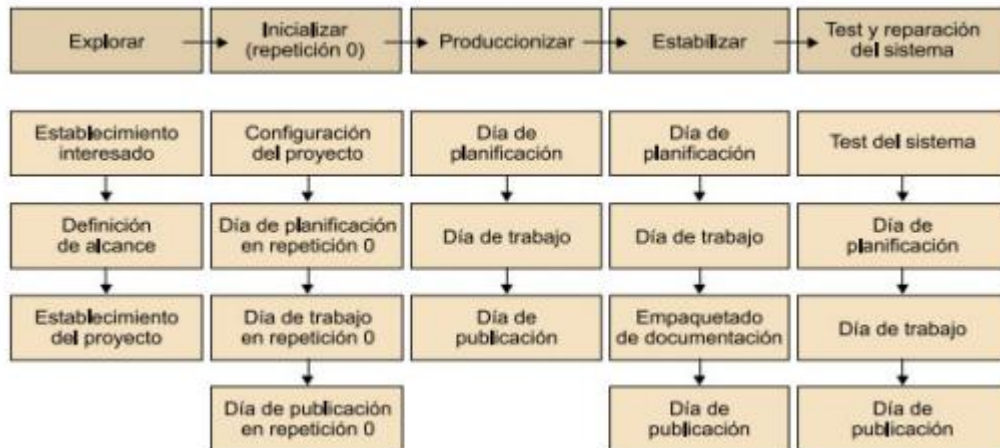 Explorar
Inicializar
(repetición 0)
Produccionizar
Estabilizar
Test y reparación
del sistema
Establecimiento
interesado
Definición
de alcance
Establecimiento
del proyecto
Configuración
del proyecto
Día de planificación
en repetición 0
Día de trabajo
en repetición 0
Día de publicación
en repetición 0
Día de
planificación
Día de trabajo
Día de
publicación
Día de
planificación
Día de trabajo
Empaquetado
de documentación
Día de
publicación
Test del sistema
Día de
planificación
Día de trabajo
Día de
publicación